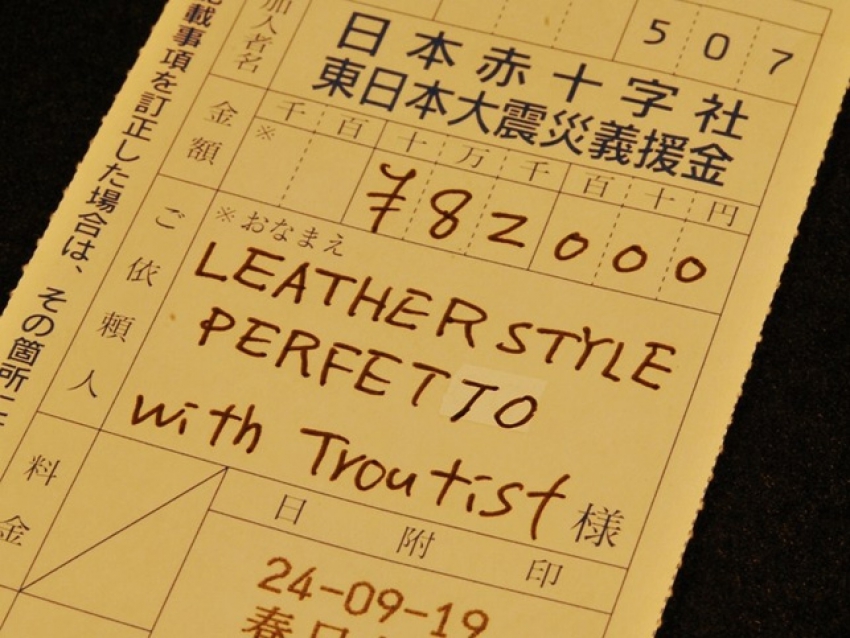 507
加入者名
日本赤十字社
東日本大震災義援金
金額
千百十万千百十円
※
¥82000
ご依頼人
※おなまえ
LEATHER STYLE
PERFETTO
with Troutist 様
料金
日附印
24-09-19
春日
載事項を訂正した場合は、その箇所に